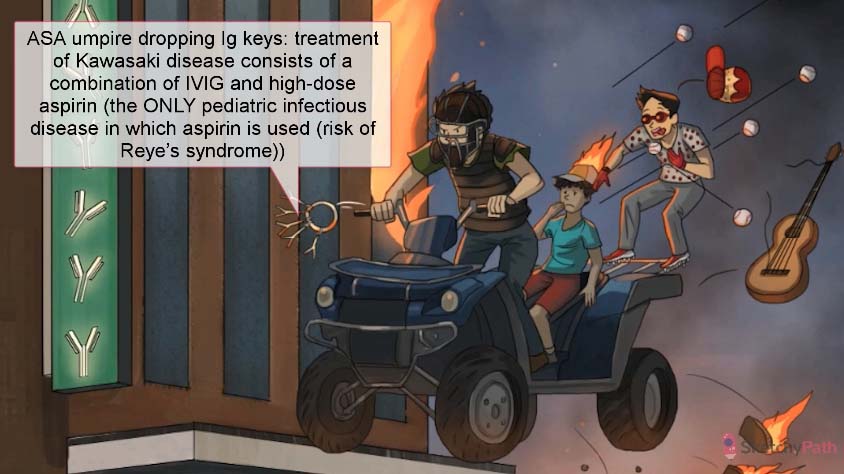 ASA umpire dropping Ig keys: treatment
of Kawasaki disease consists of a
combination of IVIG and high-dose
aspirin (the ONLY pediatric infectious
disease in which aspirin is used (risk of
Reye's syndrome))
SketchyPath